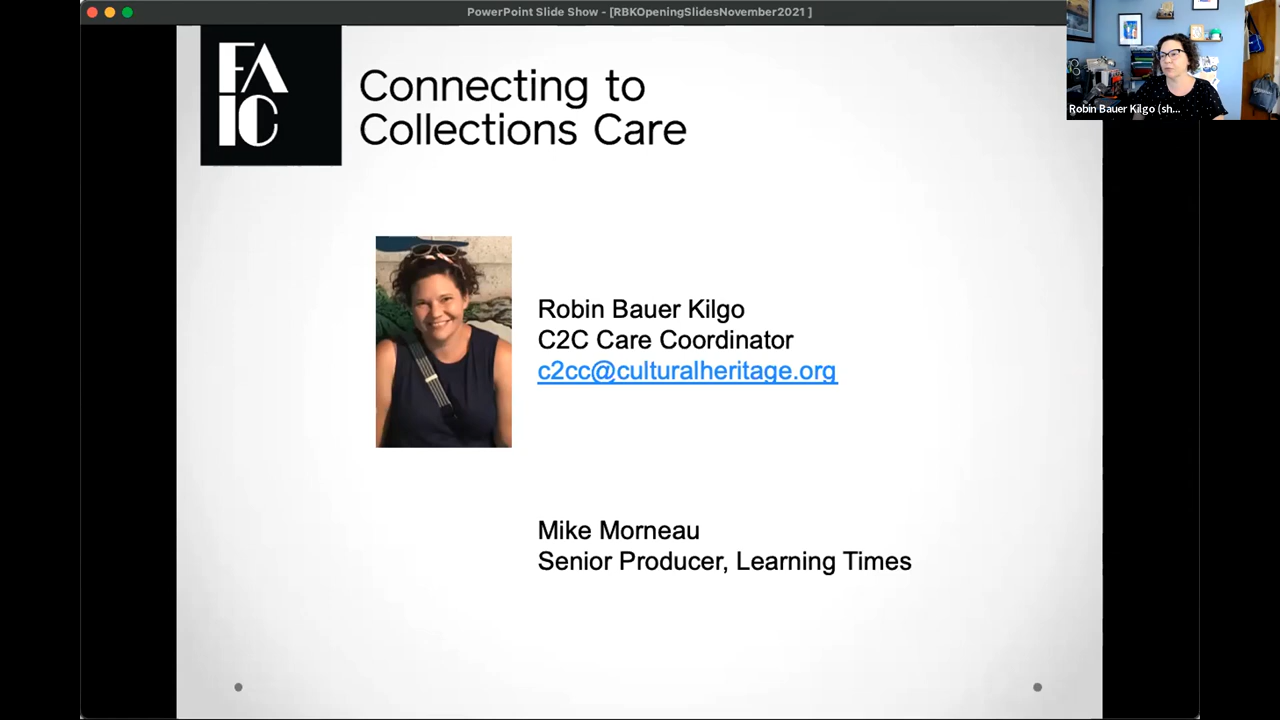 PowerPoint Slide Show - [RBKOpeningSlidesNovember2021 ]
FA
IC
Connecting to
Collections Care
Robin Bauer Kilgo (sh...
Robin Bauer Kilgo
C2C Care Coordinator
c2cc@culturalheritage.org
Mike Morneau
Senior Producer, Learning Times